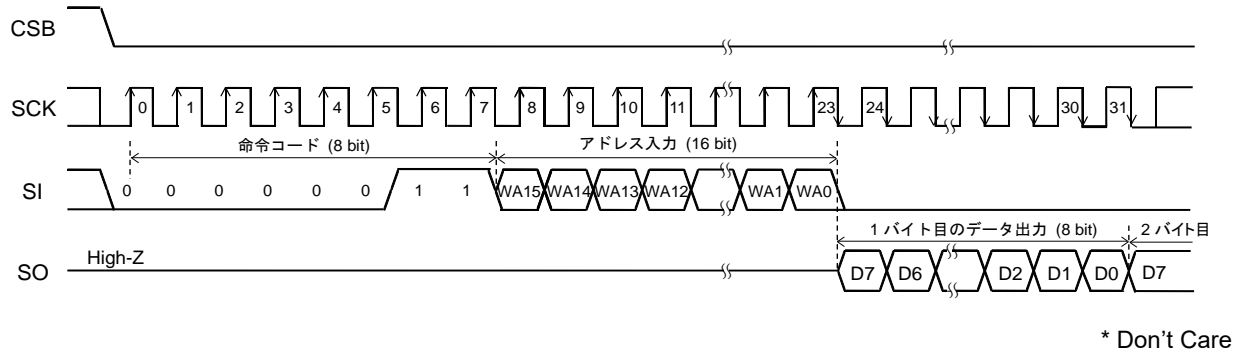 CSB
SCK 0 1 2 3 4 5 6 7 8 9 10 11 23 24 30 31
命令コード (8 bit) アドレス入力 (16 bit)
SI 0 0 0 0 0 0 1 1 WA15 WA14 WA13 WA12 WA1 WA0
1 バイト目のデータ出力 (8 bit) 2 バイト目
High-Z
SO D7 D6 D2 D1 D0 D7
* Don't Care